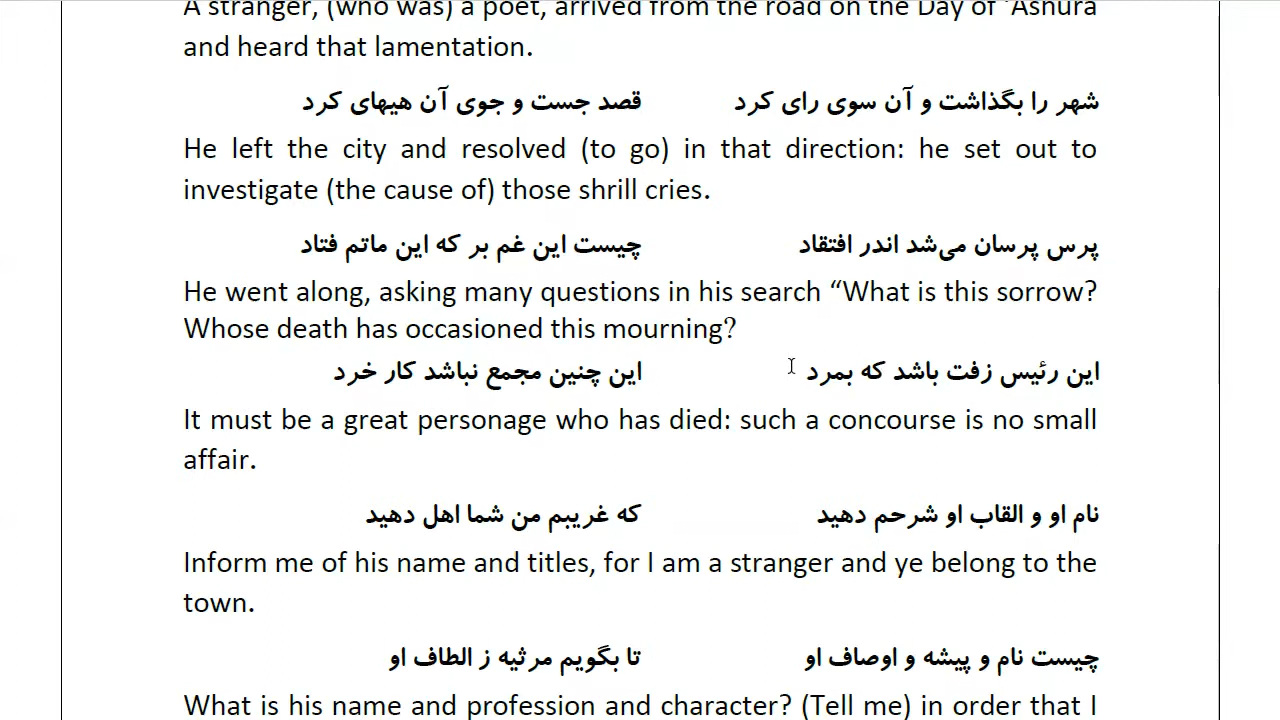 A stranger, (who was) a poet, arrived from the road on the Day of ‘Ashura
and heard that lamentation.
شهر را بگذاشت و آن سوی رای کرد قصد جست و جوی آن هیهای کرد
He left the city and resolved (to go) in that direction: he set out to
investigate (the cause of) those shrill cries.
پرس پرسان می‌شد اندر افتقاد چیست این غم بر که این ماتم فتاد
He went along, asking many questions in his search “What is this sorrow?
Whose death has occasioned this mourning?
این رئیس زفت باشد که بمرد این چنین مجمع نباشد کار خرد
It must be a great personage who has died: such a concourse is no small
affair.
نام او و القاب او شرحم دهید که غریبم من شما اهل دهید
Inform me of his name and titles, for I am a stranger and ye belong to the
town.
چیست نام و پیشه و اوصاف او تا بگویم مرثیه ز الطاف او
What is his name and profession and character? (Tell me) in order that I